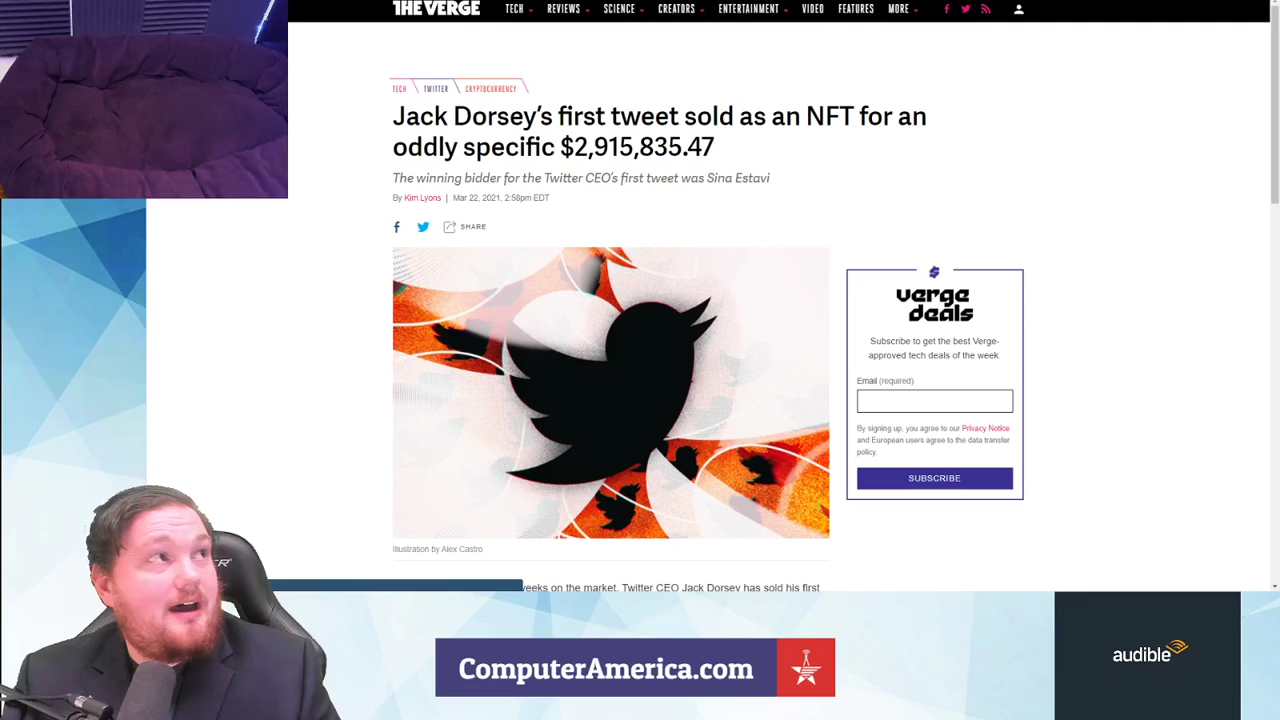 THE VERGE
TECH REVIEWS SCIENCE CREATORS ENTERTAINMENT VIDEO FEATURES MORE
TECH TWITTER CRYPTOCURRENCY
Jack Dorsey's first tweet sold as an NFT for an
oddly specific $2,915,835.47
The winning bidder for the Twitter CEO's first tweet was Sina Estavi
By Kim Lyons | Mar 22, 2021, 2:58pm EDT
SHARE
verge
deals
Subscribe to get the best Verge-
approved tech deals of the week.
Email (required)
By signing up, you agree to our Privacy Notice
and European users agree to the data transfer
policy.
SUBSCRIBE
Illustration by Alex Castro
weeks on the market, Twitter CEO Jack Dorsey has sold his first
ComputerAmerica.com
audible